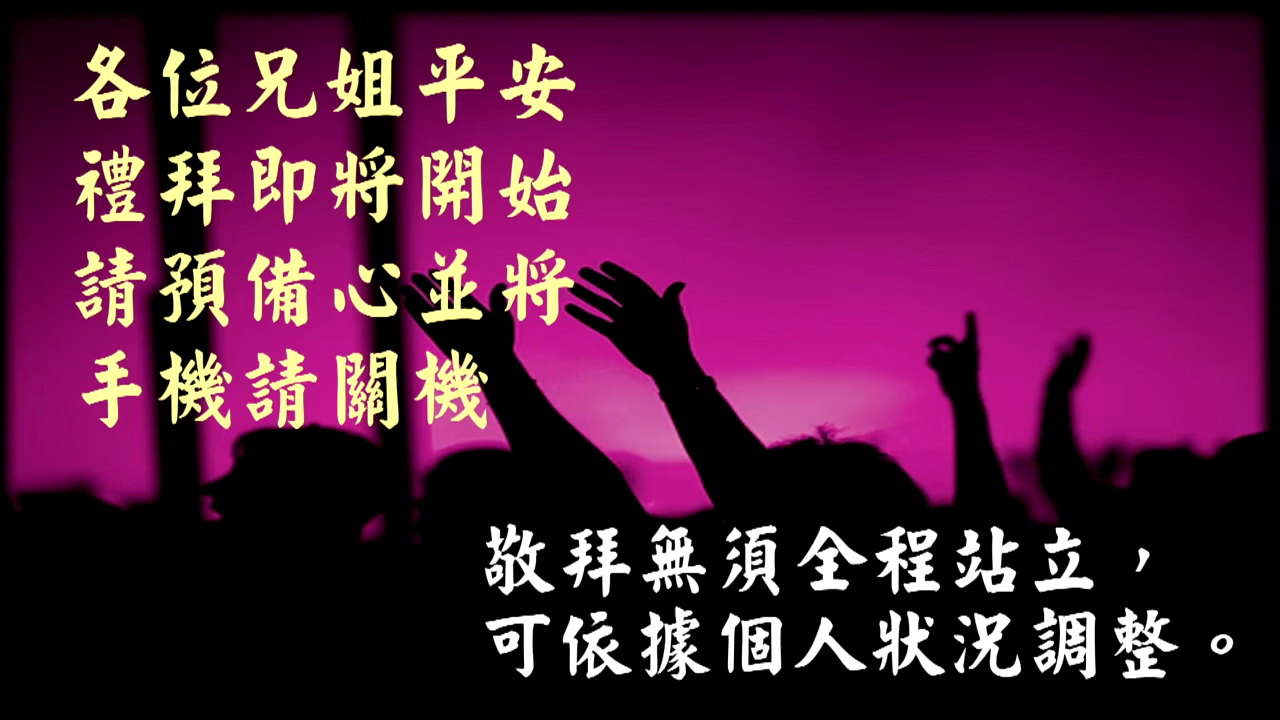 各位兄姐平安
禮拜即將開始
請預備心並將
手機請關機
敬拜無須全程站立，
可依據個人狀況調整。